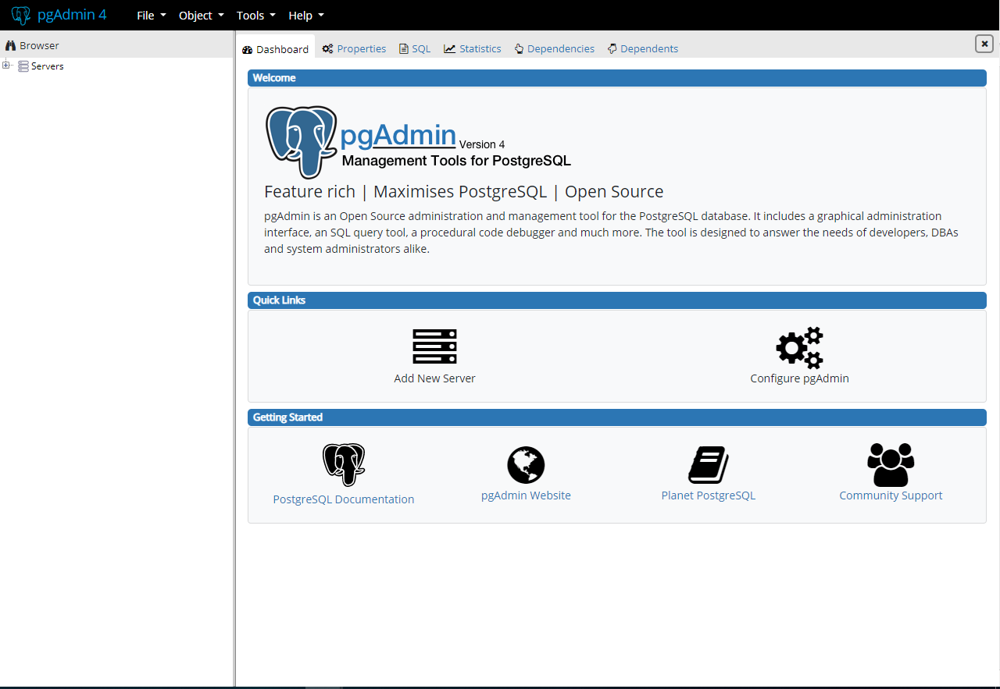 pgAdmin 4 File Object Tools Help
Browser
Servers
Dashboard Properties SQL Statistics Dependencies Dependents
Welcome
pgAdmin Version 4
Management Tools for PostgreSQL
Feature rich | Maximises PostgreSQL | Open Source
pgAdmin is an Open Source administration and management tool for the PostgreSQL database. It includes a graphical administration
interface, an SQL query tool, a procedural code debugger and much more. The tool is designed to answer the needs of developers, DBAs
and system administrators alike.
Quick Links
Add New Server Configure pgAdmin
Getting Started
PostgreSQL Documentation pgAdmin Website Planet PostgreSQL Community Support